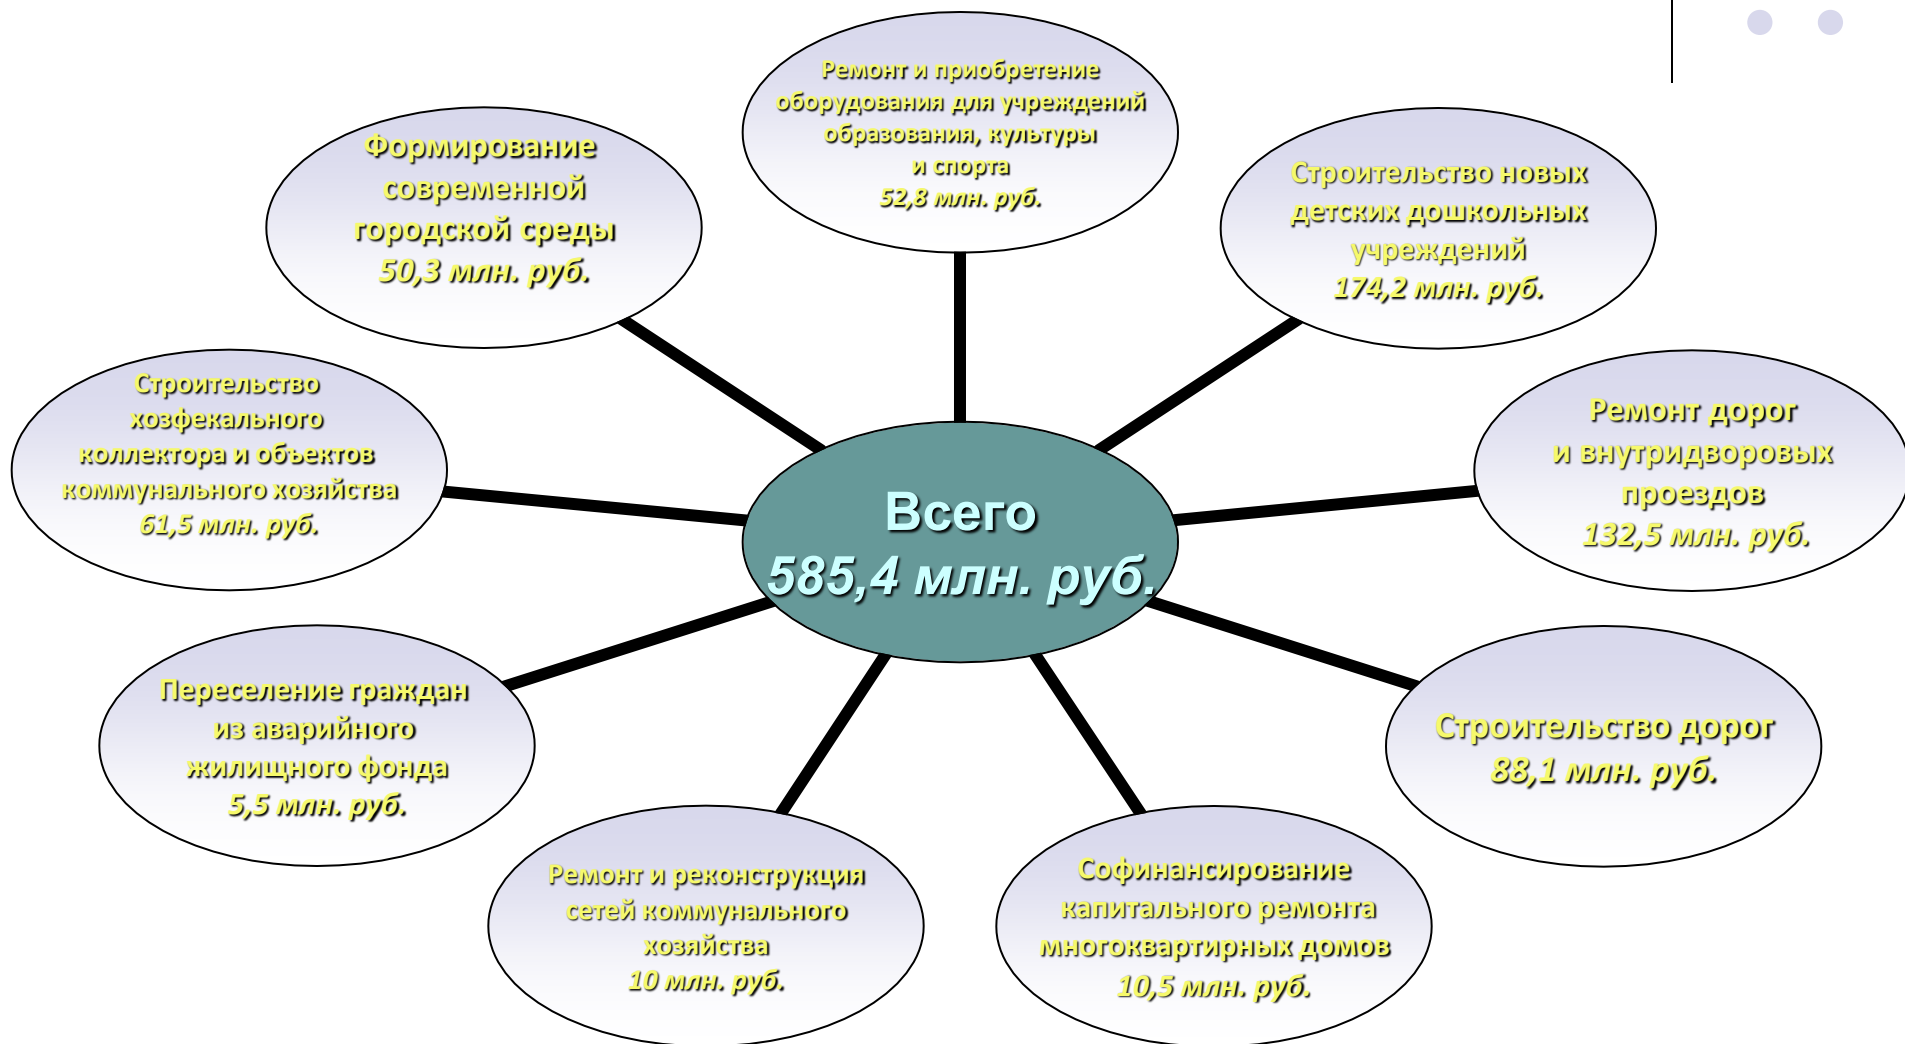 Ремонт и приобретение
оборудования для учреждений
образования, культуры
и спорта
52,8 млн. руб.
Формирование
современной
городской среды
50,3 млн. руб.
Строительство новых
детских дошкольных
учреждений
174,2 млн. руб.
Строительство
хозфекального
коллектора и объектов
коммунального хозяйства
61,5 млн. руб.
Ремонт дорог
и внутридворовых
проездов
132,5 млн. руб.
Всего
585,4 млн. руб.
Переселение граждан
из аварийного
жилищного фонда
5,5 млн. руб.
Строительство дорог
88,1 млн. руб.
Ремонт и реконструкция
сетей коммунального
хозяйства
10 млн. руб.
Софинансирование
капитального ремонта
многоквартирных домов
10,5 млн. руб.